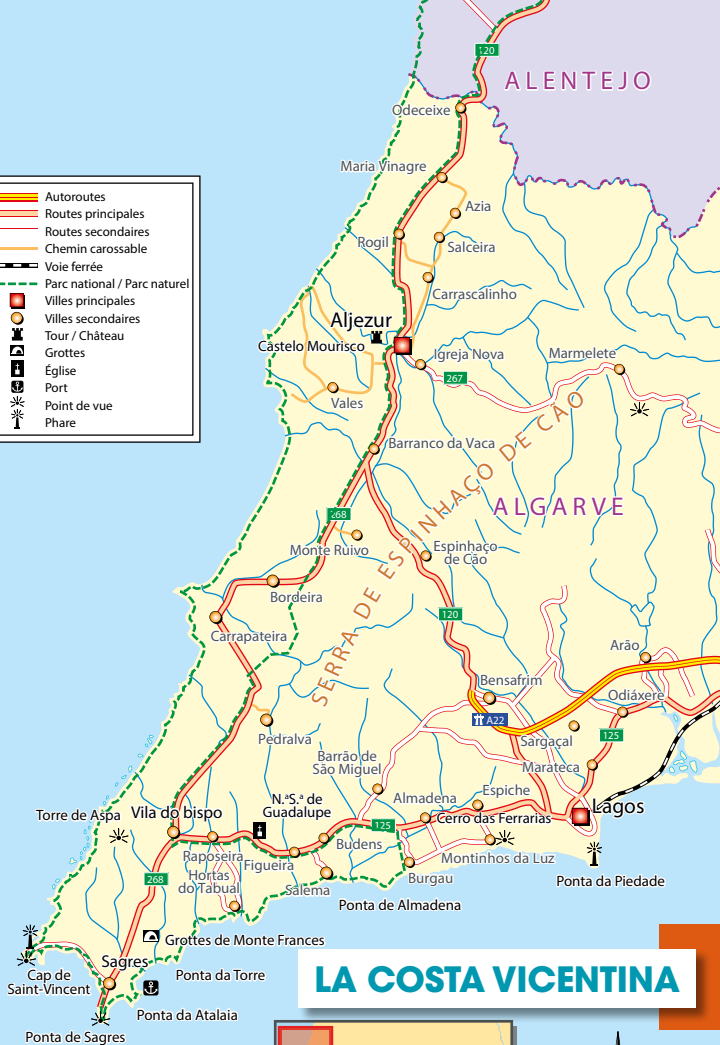 120
ALENTEJO
Odeceixe
Maria Vinagre
Azia
Rogil
Salceira
Carrascalinho
Autoroutes
Routes principales
Routes secondaires
Chemin carossable
Voie ferrée
Parc national / Parc naturel
Villes principales
Villes secondaires
Tour / Château
Grottes
Église
Port
Point de vue
Phare
Aljezur
Castelo Mourisco
Igreja Nova
267
Marmelete
Vales
Barranco da Vaca
SERRA DE ESPINHAÇO DE CÃO
ALGARVE
268
Monte Ruivo
Espinhaço
de Cão
Bordeira
120
Carrapateira
Arão
Bensafrim
Odiáxere
A22
Pedralva
Sargaçal
125
Barrão de
São Miguel
Marateca
Torre de Aspa
Vila do bispo
N.ªS.ª de
Guadalupe
Almadena
Espiche
Lagos
125
Cerro das Ferrarias
Raposeira
Figueira
Budens
Montinhos da Luz
268
Hortas
do Tabual
Salema
Burgau
Ponta da Piedade
Ponta de Almadena
Grottes de Monte Frances
Sagres
Cap de
Saint-Vincent
Ponta da Torre
Ponta da Atalaia
Ponta de Sagres
LA COSTA VICENTINA